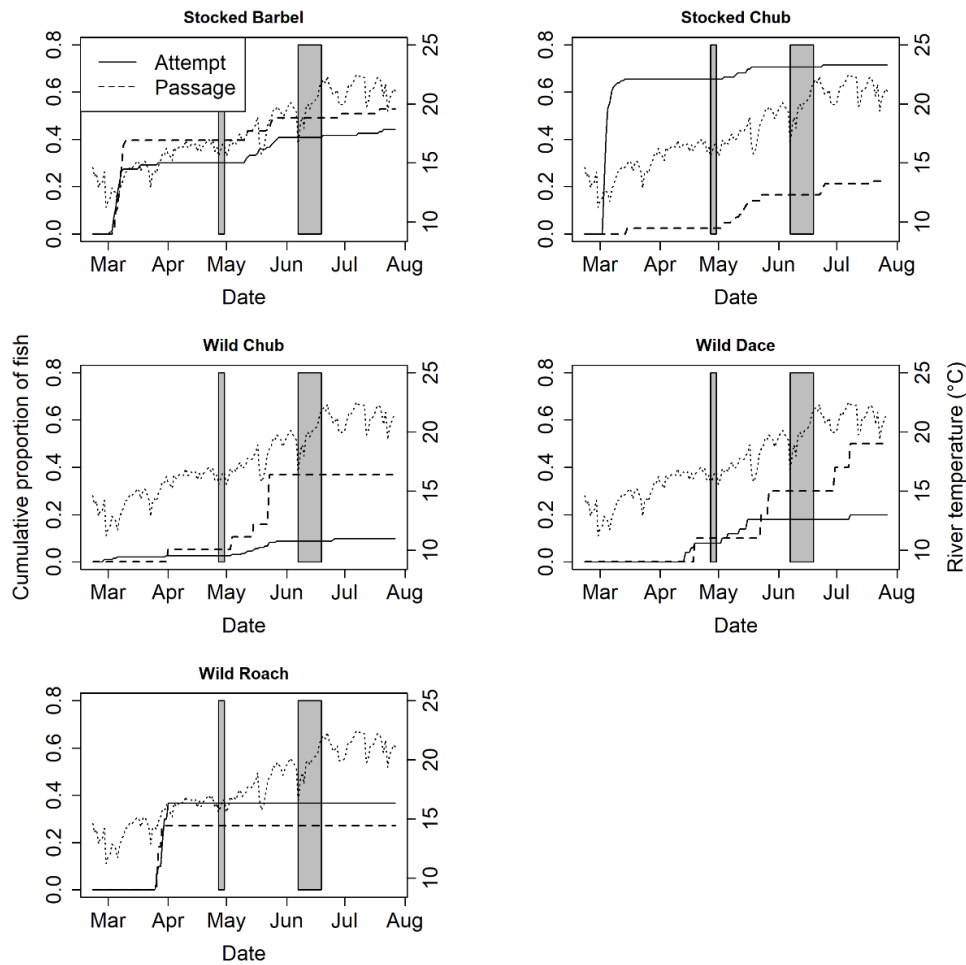 Stocked Barbel
Attempt
Passage
0.0 0.2 0.4 0.6 0.8
10 15 20 25
Mar Apr May Jun Jul Aug
Date
Stocked Chub
0.0 0.2 0.4 0.6 0.8
10 15 20 25
Mar Apr May Jun Jul Aug
Date
Cumulative proportion of fish
Wild Chub
0.0 0.2 0.4 0.6 0.8
10 15 20 25
Mar Apr May Jun Jul Aug
Date
Wild Dace
0.0 0.2 0.4 0.6 0.8
10 15 20 25
Mar Apr May Jun Jul Aug
Date
River temperature (°C)
Wild Roach
0.0 0.2 0.4 0.6 0.8
10 15 20 25
Mar Apr May Jun Jul Aug
Date